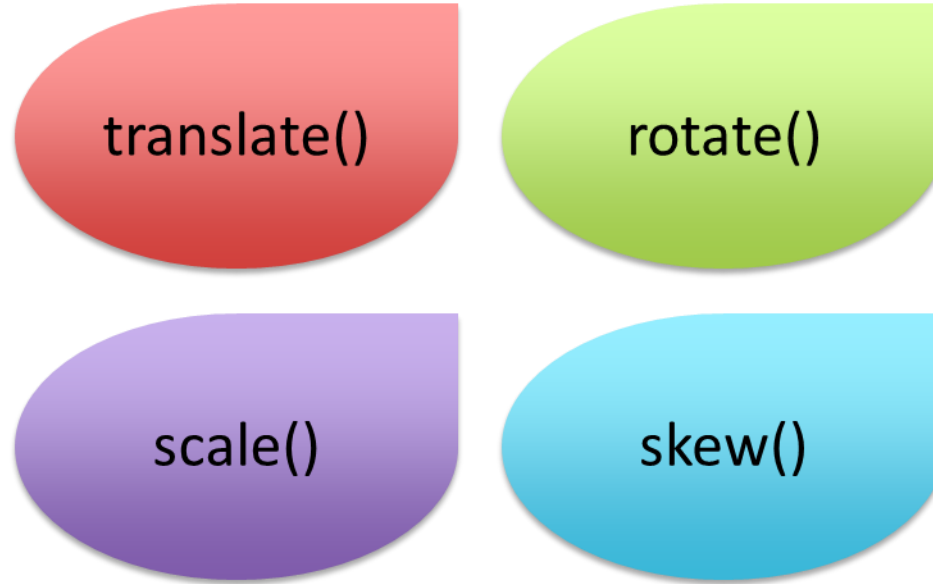 translate()
rotate()
scale()
skew()